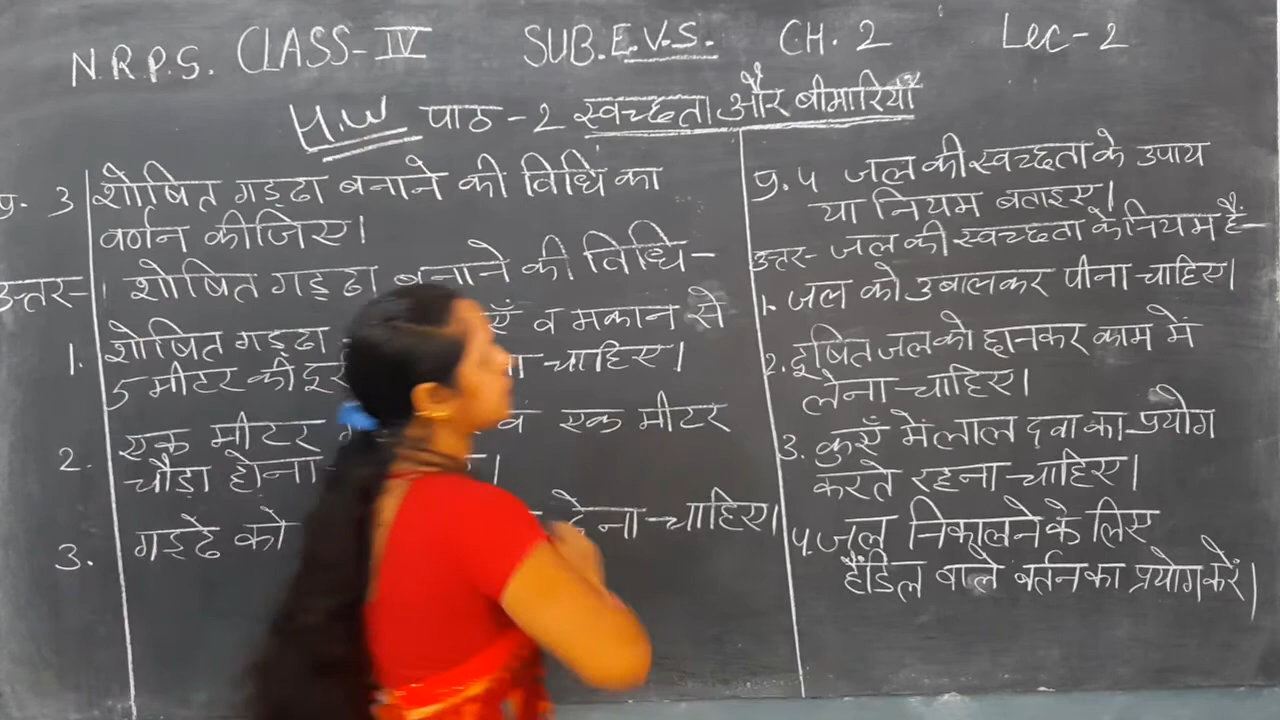 N.R.P.S. CLASS-IV SUB.E.V.S. CH. 2 Lec-2
H.W पाठ-2 स्वच्छता और बीमारियाँ
प्र. 3 शोषित गड्ढा बनाने की विधि का
वर्णन कीजिए।
उत्तर- शोषित गड्ढा बनाने की विधि-
1. शोषित गड्ढा व मकान से
5 मीटर की चाहिए।
2. एक मीटर एक मीटर
चौड़ा होना
3. गड्ढे को देना चाहिए।
प्र. 4 जल की स्वच्छता के उपाय
या नियम बताइए।
उत्तर- जल की स्वच्छता के नियम है-
1. जल को उबालकर पीना चाहिए।
2. दूषित जल को छानकर काम में
लेना चाहिए।
3. कुएँ में लाल दवा का प्रयोग
करते रहना चाहिए।
4. जल निकालने के लिए
हैंडिल वाले बर्तन का प्रयोग करें।